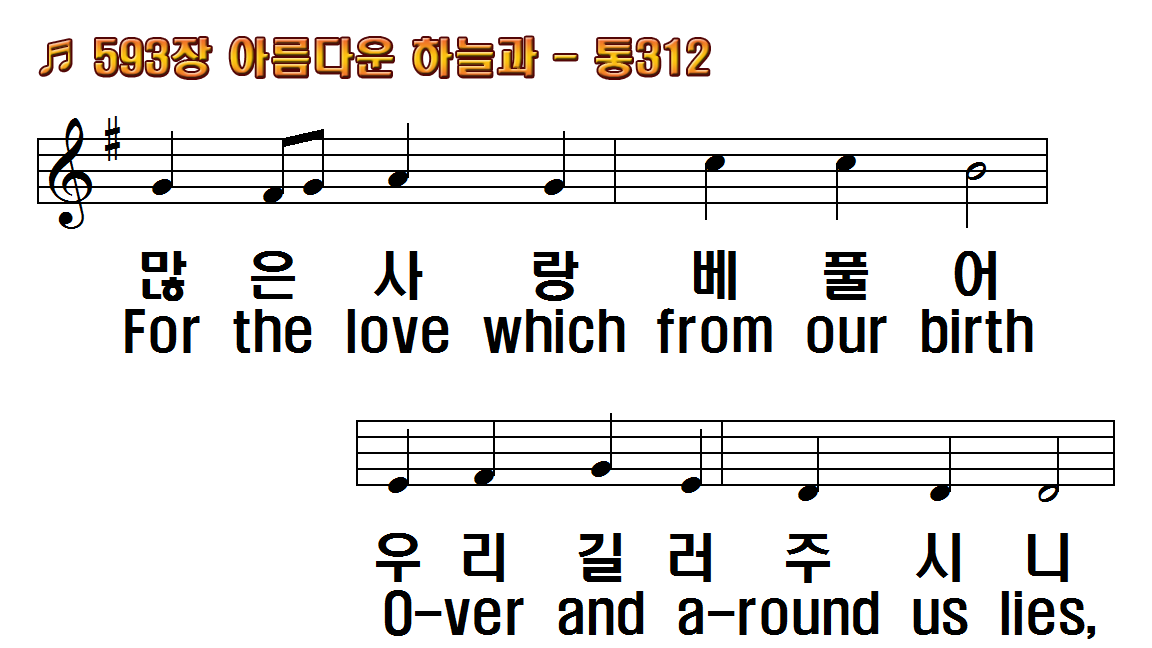 ♬ 593장 아름다운 하늘과 - 통312
많 은 사 랑 베 풀 어
For the love which from our birth
우 리 길 러 주 시 니
O-ver and a-round us lies,